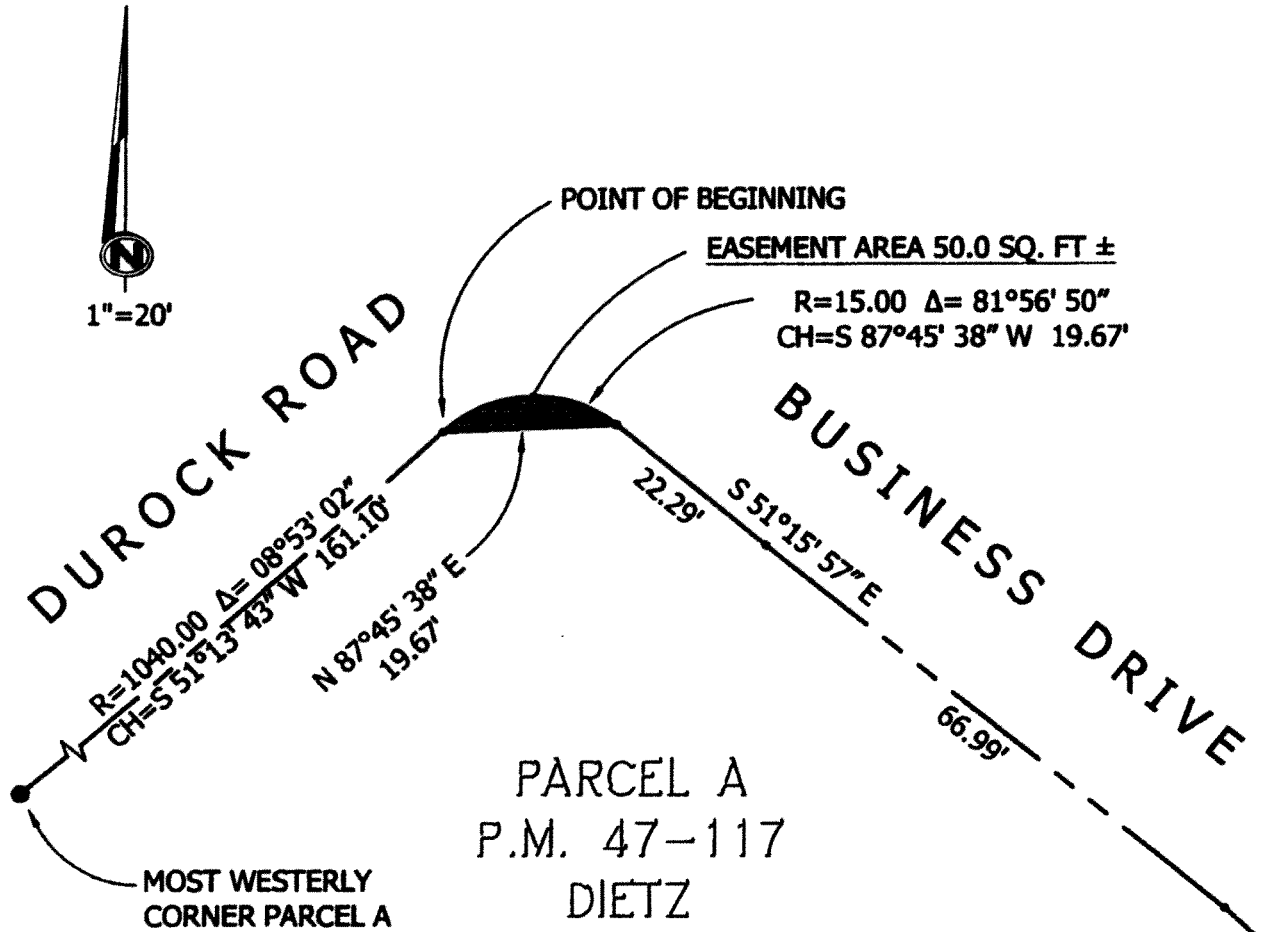 N
1"=20'
POINT OF BEGINNING
EASEMENT AREA 50.0 SQ. FT ±
R=15.00 Δ= 81°56' 50"
CH=S 87°45' 38" W 19.67'
DUROCK ROAD
BUSINESS DRIVE
R=1040.00 Δ= 08°53' 02"
CH=S 51°13' 43" W 161.10'
N 87°45' 38" E
19.67'
22.29'
S 51°15' 57" E
66.99'
PARCEL A
P.M. 47-117
DIETZ
MOST WESTERLY
CORNER PARCEL A